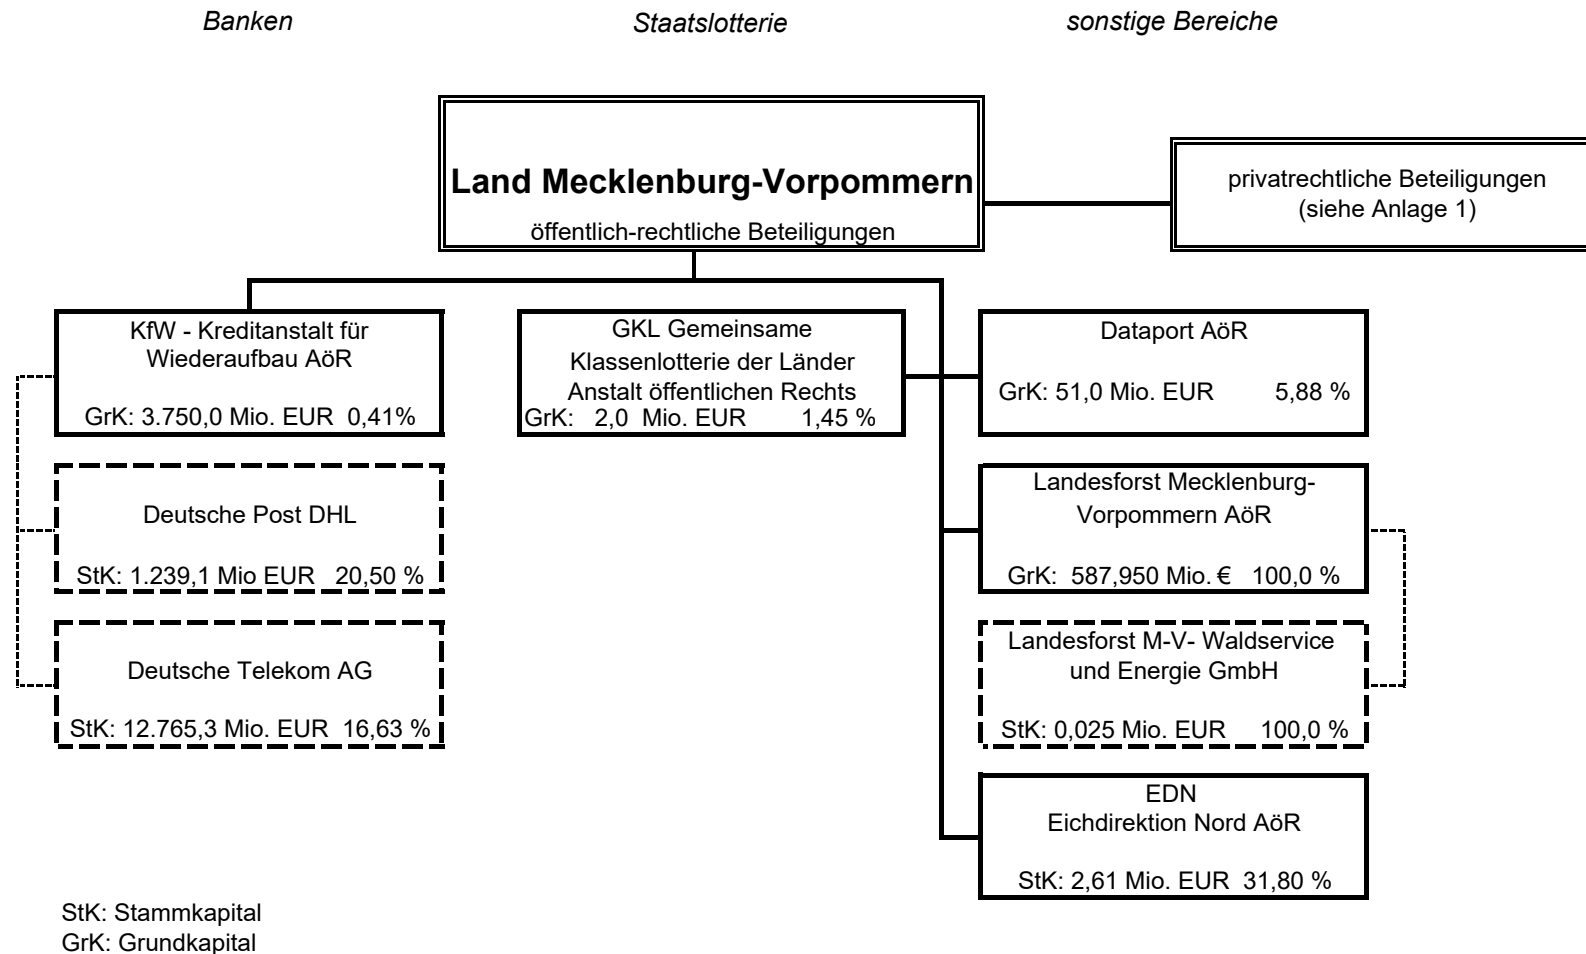 Banken
Staatslotterie
sonstige Bereiche
Land Mecklenburg-Vorpommern
öffentlich-rechtliche Beteiligungen
privatrechtliche Beteiligungen
(siehe Anlage 1)
KfW - Kreditanstalt für
Wiederaufbau AöR
GrK: 3.750,0 Mio. EUR 0,41%
GKL Gemeinsame
Klassenlotterie der Länder
Anstalt öffentlichen Rechts
GrK: 2,0 Mio. EUR 1,45 %
Dataport AöR
GrK: 51,0 Mio. EUR 5,88 %
Deutsche Post DHL
StK: 1.239,1 Mio EUR 20,50 %
Landesforst Mecklenburg-
Vorpommern AöR
GrK: 587,950 Mio. € 100,0 %
Deutsche Telekom AG
StK: 12.765,3 Mio. EUR 16,63 %
Landesforst M-V- Waldservice
und Energie GmbH
StK: 0,025 Mio. EUR 100,0 %
EDN
Eichdirektion Nord AöR
StK: 2,61 Mio. EUR 31,80 %
StK: Stammkapital
GrK: Grundkapital